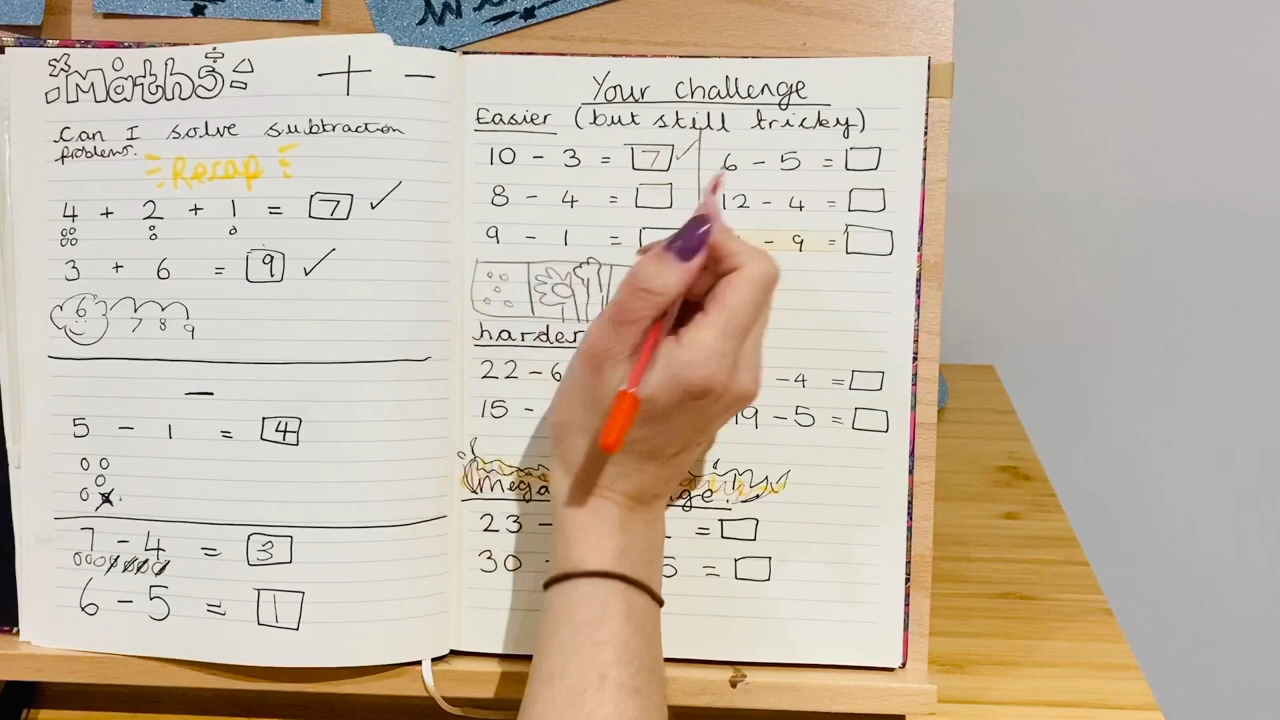 Maths + -
Can I solve subtraction
problems.
Recap
4 + 2 + 1 = 7 ✓
3 + 6 = 9 ✓
6 7 8 9
-
5 - 1 = 4
7 - 4 = 3
6 - 5 = 1
Your challenge
Easier (but still tricky)
10 - 3 = 7 ✓
8 - 4 =
9 - 1 =
6 - 5 =
12 - 4 =
- 9 =
harder
22 - 6
15 -
- 4 =
19 - 5 =
23 -
=
30 -
5 =